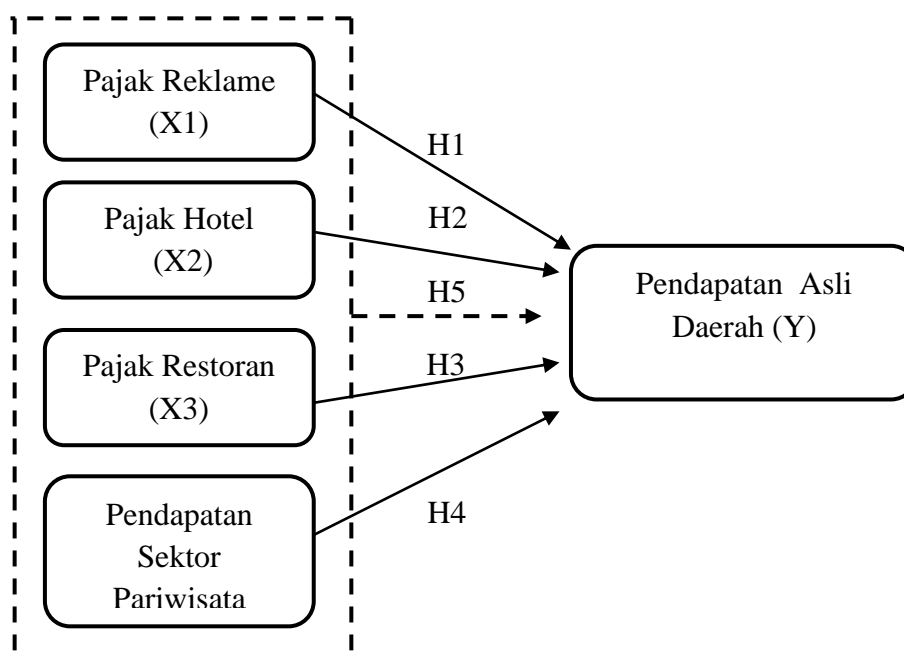 Pajak Reklame
(X1)
H1
Pajak Hotel
(X2)
H2
H5
Pendapatan Asli
Daerah (Y)
Pajak Restoran
(X3)
H3
Pendapatan
Sektor
Pariwisata
H4